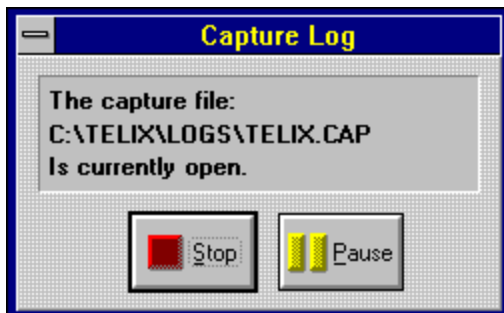 Capture Log
The capture file:
C:\TELIX\LOGS\TELIX.CAP
Is currently open.
Stop
Pause